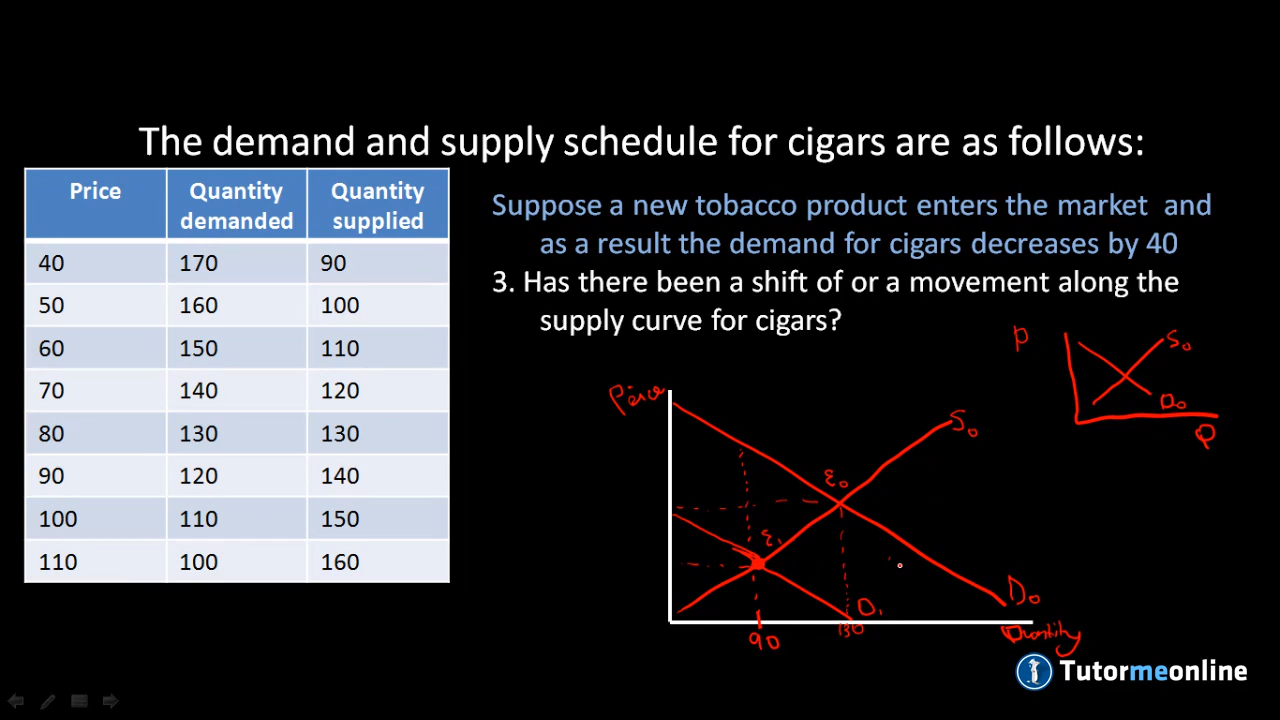 The demand and supply schedule for cigars are as follows:
Price Quantity demanded Quantity supplied
40 170 90
50 160 100
60 150 110
70 140 120
80 130 130
90 120 140
100 110 150
110 100 160
Suppose a new tobacco product enters the market and
as a result the demand for cigars decreases by 40
3. Has there been a shift of or a movement along the
supply curve for cigars?
P
S₀
D₀
Q
Price
S₀
E₀
E₁
D₀
D₁
90
130
Quantity
Tutormeonline